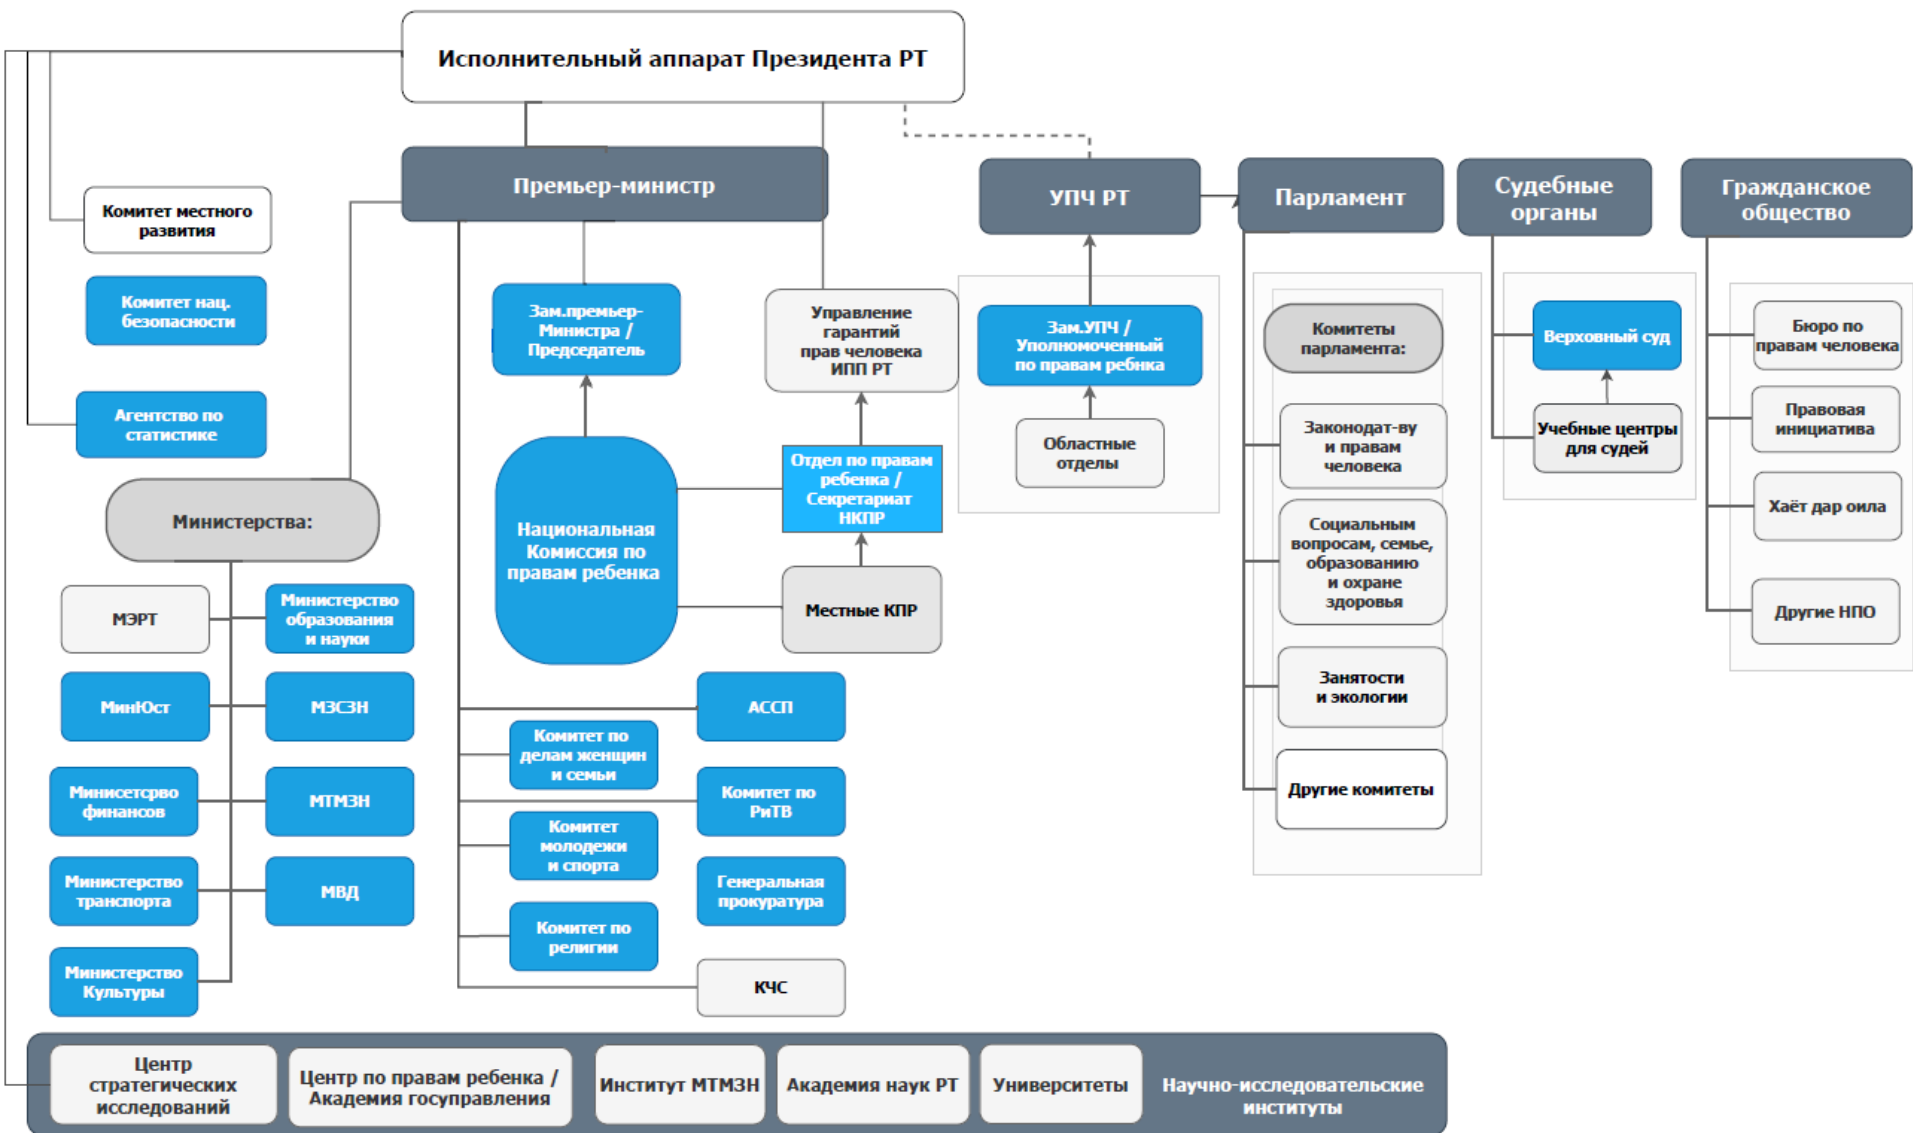 Исполнительный аппарат Президента РТ
Премьер-министр
УПЧ РТ
Парламент
Судебные
органы
Гражданское
общество
Комитет местного
развития
Комитет нац.
безопасности
Агентство по
статистике
Министерства:
МЭРТ
Министерство
образования
и науки
МинЮст
МЗСЗН
Минисетсрво
финансов
МТМЗН
Министерство
транспорта
МВД
Министерство
Культуры
Зам.премьер-
Министра /
Председатель
Национальная
Комиссия по
правам ребенка
Управление
гарантий
прав человека
ИПП РТ
Отдел по правам
ребенка /
Секретариат
НКПР
Местные КПР
АССП
Комитет по
делам женщин
и семьи
Комитет по
РиТВ
Комитет
молодежи
и спорта
Генеральная
прокуратура
Комитет по
религии
КЧС
Зам.УПЧ /
Уполномоченный
по правам ребнка
Областные
отделы
Комитеты
парламента:
Законодат-ву
и правам
человека
Социальным
вопросам, семье,
образованию
и охране
здоровья
Занятости
и экологии
Другие комитеты
Верховный суд
Учебные центры
для судей
Бюро по
правам человека
Правовая
инициатива
Хаёт дар оила
Другие НПО
Центр
стратегических
исследований
Центр по правам ребенка /
Академия госуправления
Институт МТМЗН
Академия наук РТ
Университеты
Научно-исследовательские
институты